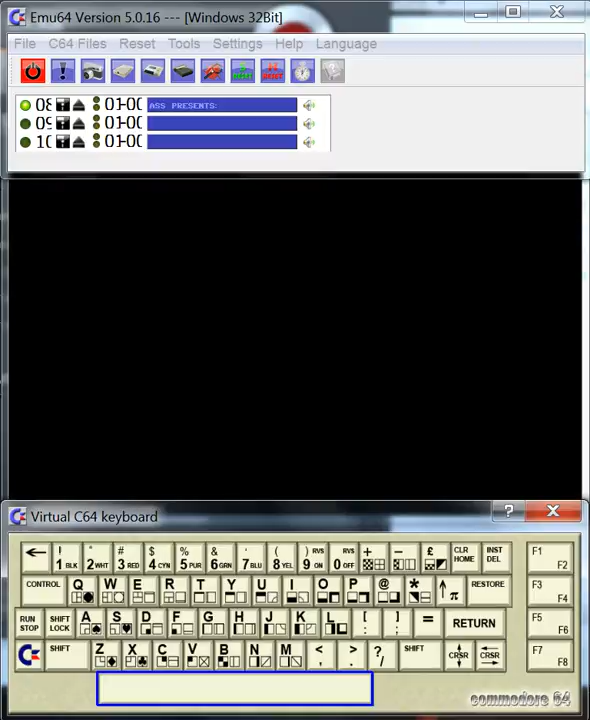 Emu64 Version 5.0.16 --- [Windows 32Bit]
File C64 Files Reset Tools Settings Help Language
08 01-00 ASS PRESENTS:
09 01-00
10 01-00
Virtual C64 keyboard
! 1 BLK " 2 WHT # 3 RED $ 4 CYN % 5 PUR & 6 GRN ' 7 BLU ( 8 YEL ) 9 RVS ON 0 RVS OFF + - £ CLR HOME INST DEL F1 F2
CONTROL Q W E R T Y U I O P @ * ↑ π RESTORE F3 F4
RUN STOP SHIFT LOCK A S D F G H J K L [ : ] ; = RETURN F5 F6
SHIFT Z X C V B N M < , > . ? / SHIFT CRSR CRSR F7 F8
commodore 64